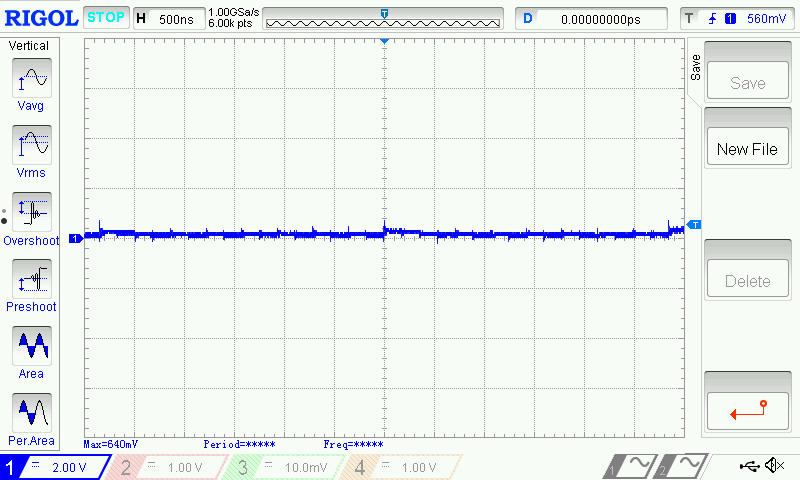 RIGOL STOP H 500ns 1.00GSa/s D 0.00000000ps T 1 560mV
6.00k pts
T
Vertical
Vavg
Vrms
Overshoot
Preshoot
Area
Per.Area
1
T
Save
Save
New File
Delete
Max=640mV Period=***** Freq=*****
1 2.00 V 2 1.00 V 3 10.0mV 4 1.00 V 1 2